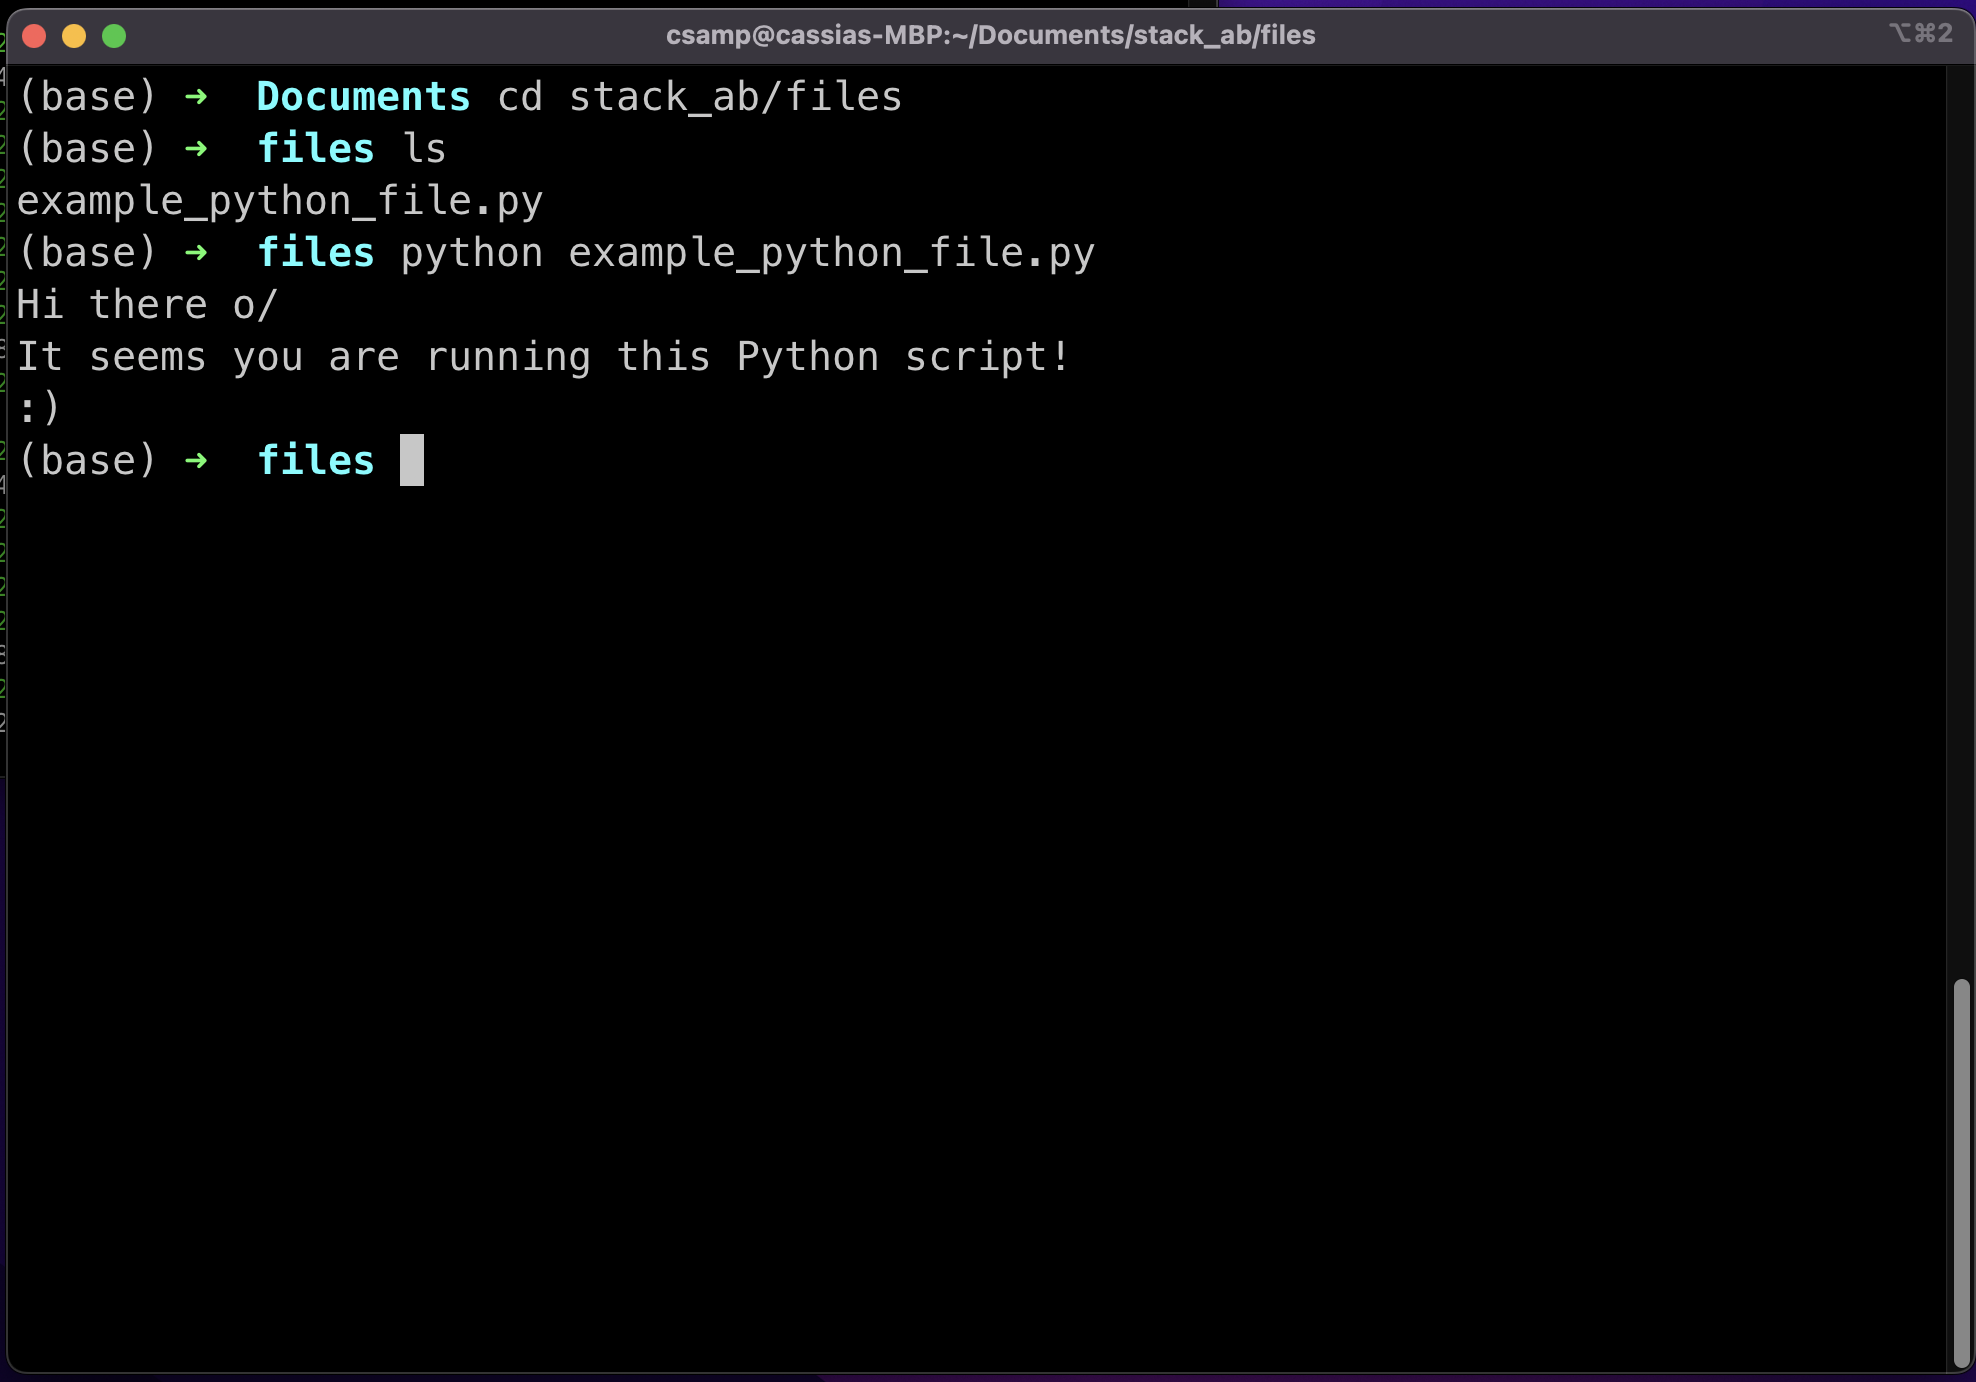 csamp@cassias-MBP:~/Documents/stack_ab/files ⌥⌘2
(base) ➜  Documents cd stack_ab/files
(base) ➜  files ls
example_python_file.py
(base) ➜  files python example_python_file.py
Hi there o/
It seems you are running this Python script!
:)
(base) ➜  files